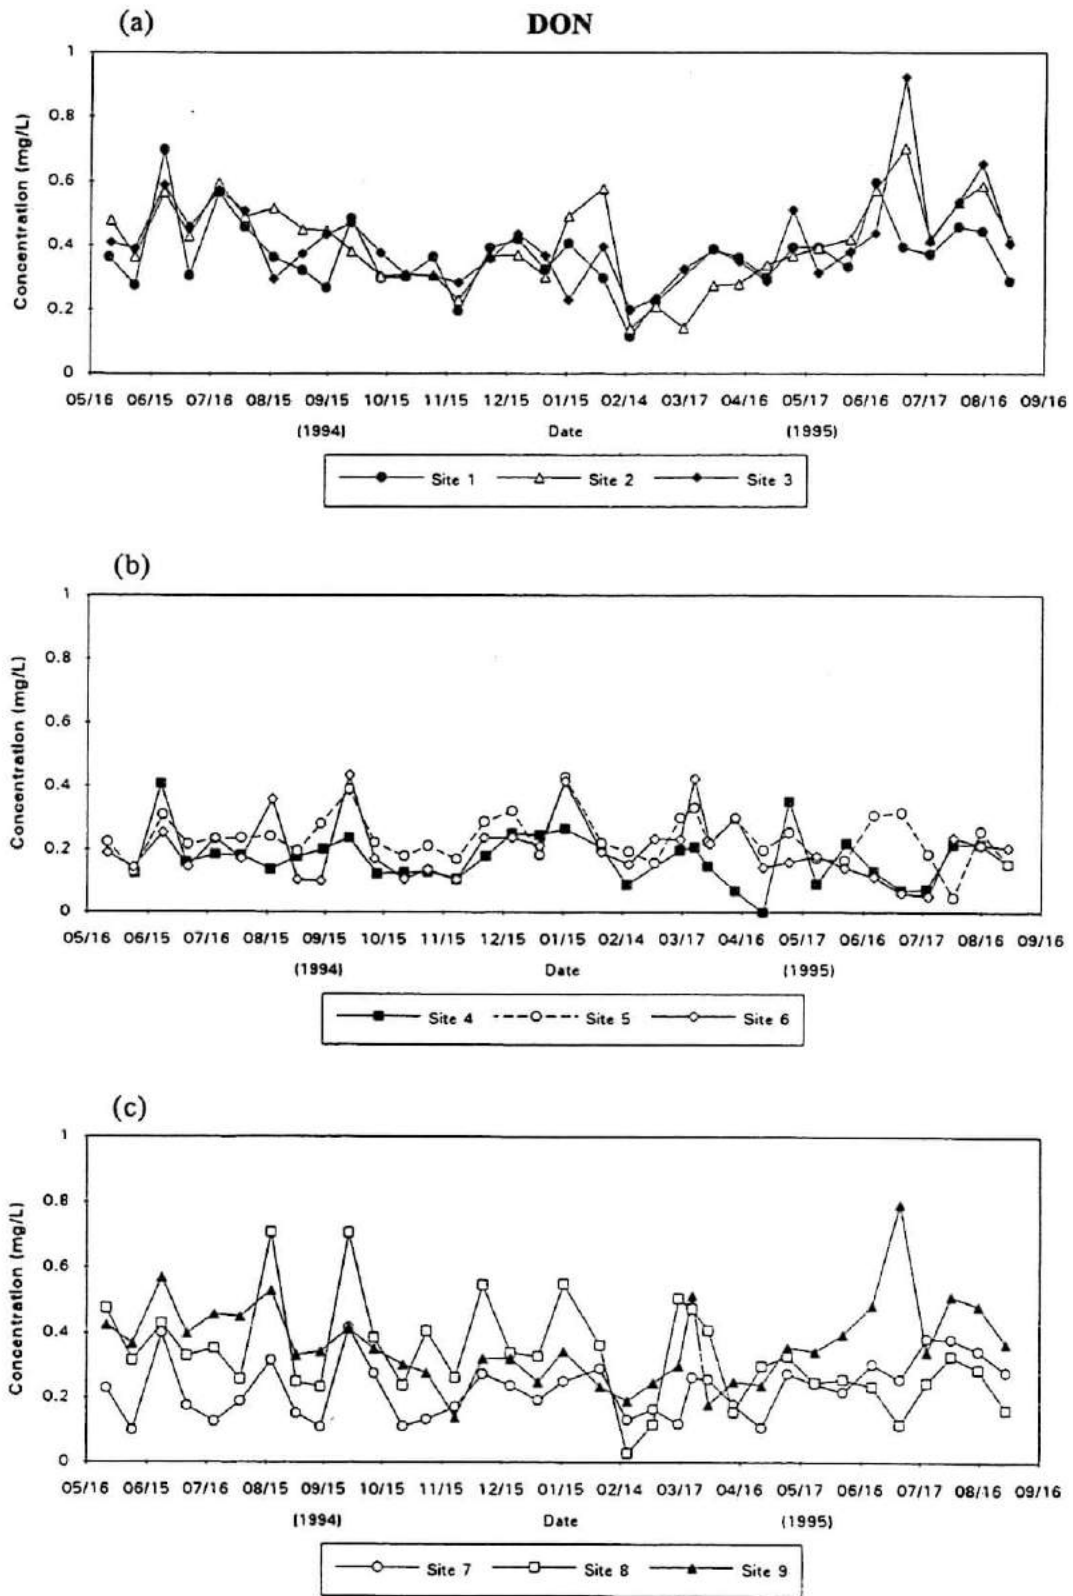 (a) DON
1
0.8
0.6
0.4
0.2
0
Concentration (mg/L)
05/16 06/15 07/16 08/15 09/15 10/15 11/15 12/15 01/15 02/14 03/17 04/16 05/17 06/16 07/17 08/16 09/16
(1994) Date (1995)
Site 1 Site 2 Site 3
(b)
1
0.8
0.6
0.4
0.2
0
Concentration (mg/L)
05/16 06/15 07/16 08/15 09/15 10/15 11/15 12/15 01/15 02/14 03/17 04/16 05/17 06/16 07/17 08/16 09/16
(1994) Date (1995)
Site 4 Site 5 Site 6
(c)
1
0.8
0.6
0.4
0.2
0
Concentration (mg/L)
05/16 06/15 07/16 08/15 09/15 10/15 11/15 12/15 01/15 02/14 03/17 04/16 05/17 06/16 07/17 08/16 09/16
(1994) Date (1995)
Site 7 Site 8 Site 9